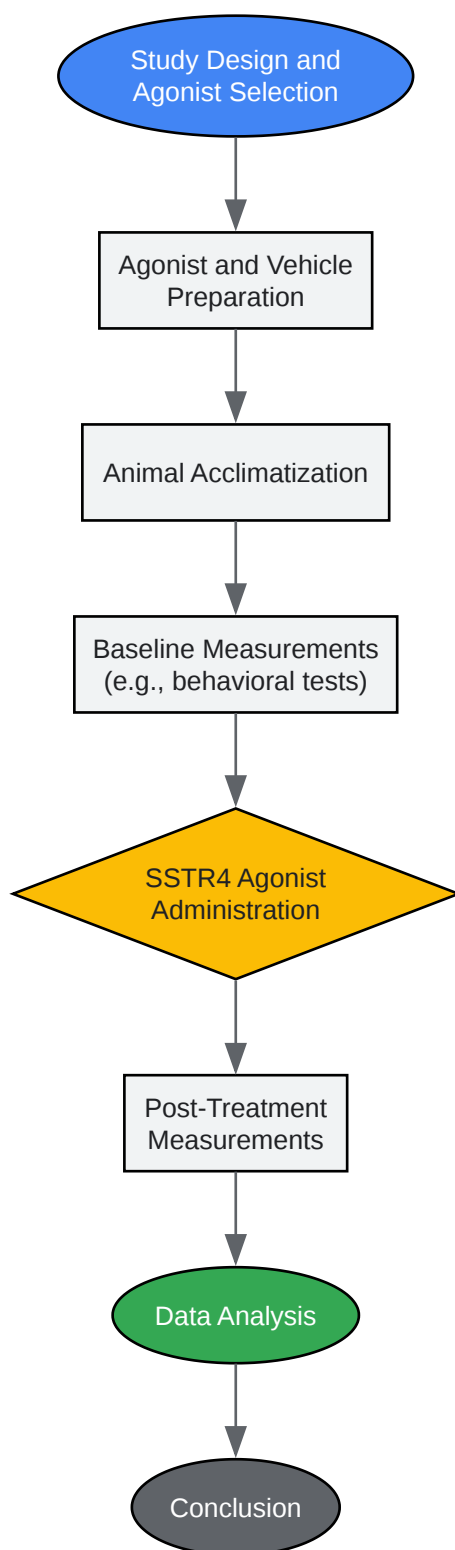 Study Design and
Agonist Selection
Agonist and Vehicle
Preparation
Animal Acclimatization
Baseline Measurements
(e.g., behavioral tests)
SSTR4 Agonist
Administration
Post-Treatment
Measurements
Data Analysis
Conclusion